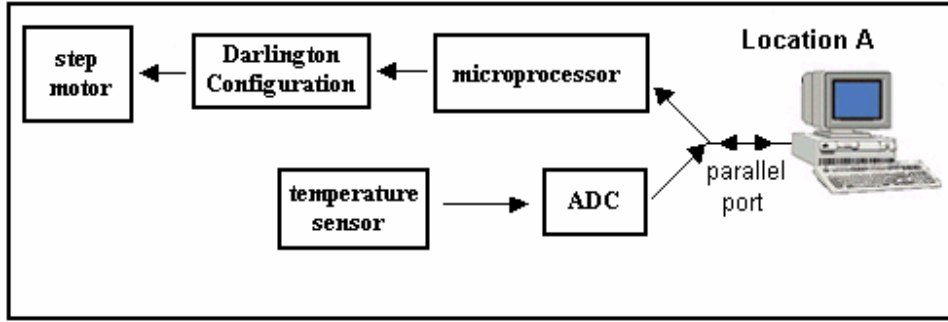 Location A
step
motor
Darlington
Configuration
microprocessor
parallel
port
temperature
sensor
ADC